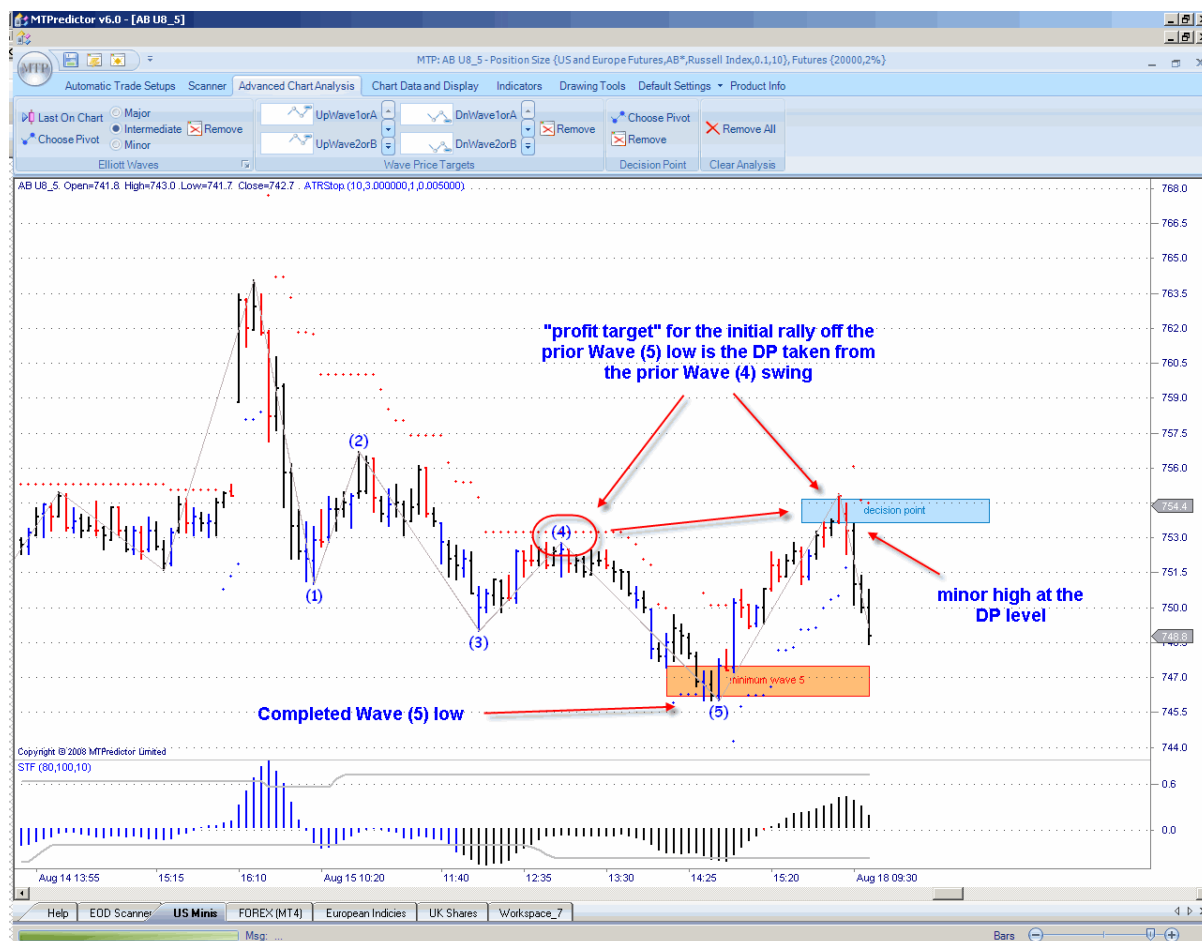 MTPredictor v6.0 - [AB U8_5]
MTP: AB U8_5 - Position Size {US and Europe Futures,AB*,Russell Index,0.1,10}, Futures {20000,2%}
MTP
Automatic Trade Setups Scanner Advanced Chart Analysis Chart Data and Display Indicators Drawing Tools Default Settings Product Info
Last On Chart Major
Choose Pivot Intermediate Remove
Minor
Elliott Waves
UpWave1orA DnWave1orA
UpWave2orB DnWave2orB
Remove
Wave Price Targets
Choose Pivot
Remove
Decision Point
Remove All
Clear Analysis
AB U8_5. Open=741.8. High=743.0 .Low=741.7. Close=742.7 . ATRStop (10,3.000000,1,0.005000)
768.0
766.5
765.0
763.5
762.0
760.5
759.0
757.5
756.0
754.4
753.0
751.5
750.0
748.8
748.5
747.0
745.5
744.0
"profit target" for the initial rally off the
prior Wave (5) low is the DP taken from
the prior Wave (4) swing
(2)
(4)
decision point
(1)
(3)
minor high at the
DP level
minimum wave 5
(5)
Completed Wave (5) low
Copyright © 2008 MTPredictor Limited
STF (80,100,10)
0.6
0.0
Aug 14 13:55 15:15 16:10 Aug 15 10:20 11:40 12:35 13:30 14:25 15:20 Aug 18 09:30
Help EOD Scanner US Minis FOREX (MT4) European Indicies UK Shares Workspace_7
Msg: ... Bars